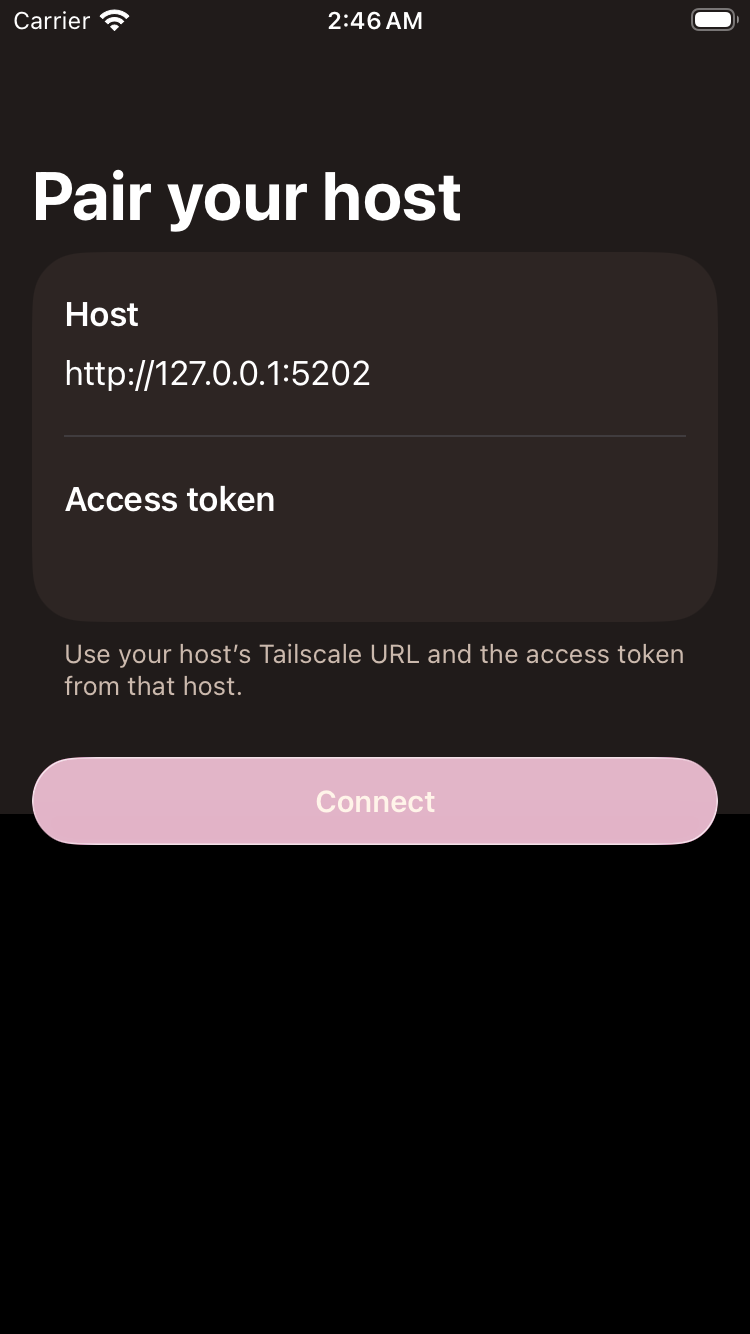 Carrier 2:46 AM
Pair your host
Host
http://127.0.0.1:5202
Access token
Use your host’s Tailscale URL and the access token
from that host.
Connect